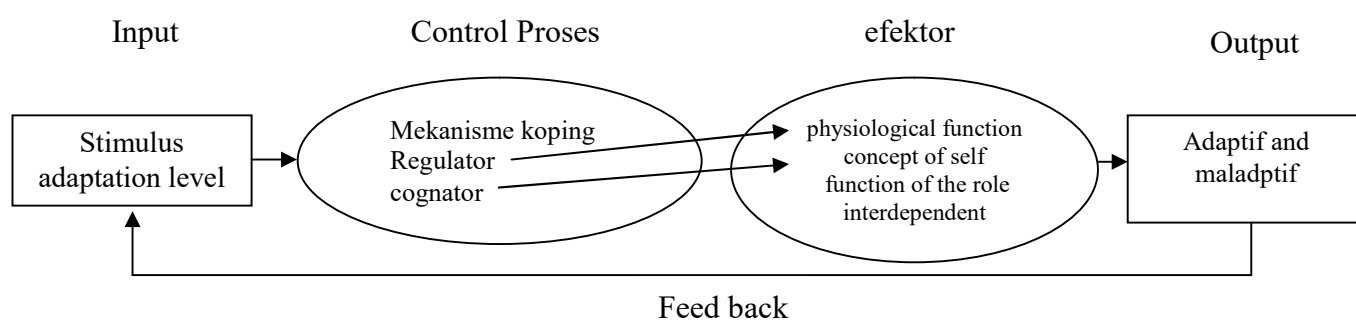 Input
Control Proses
efektor
Output
Stimulus
adaptation level
Mekanisme koping
Regulator
cognator
physiological function
concept of self
function of the role
interdependent
Adaptif and
maladptif
Feed back